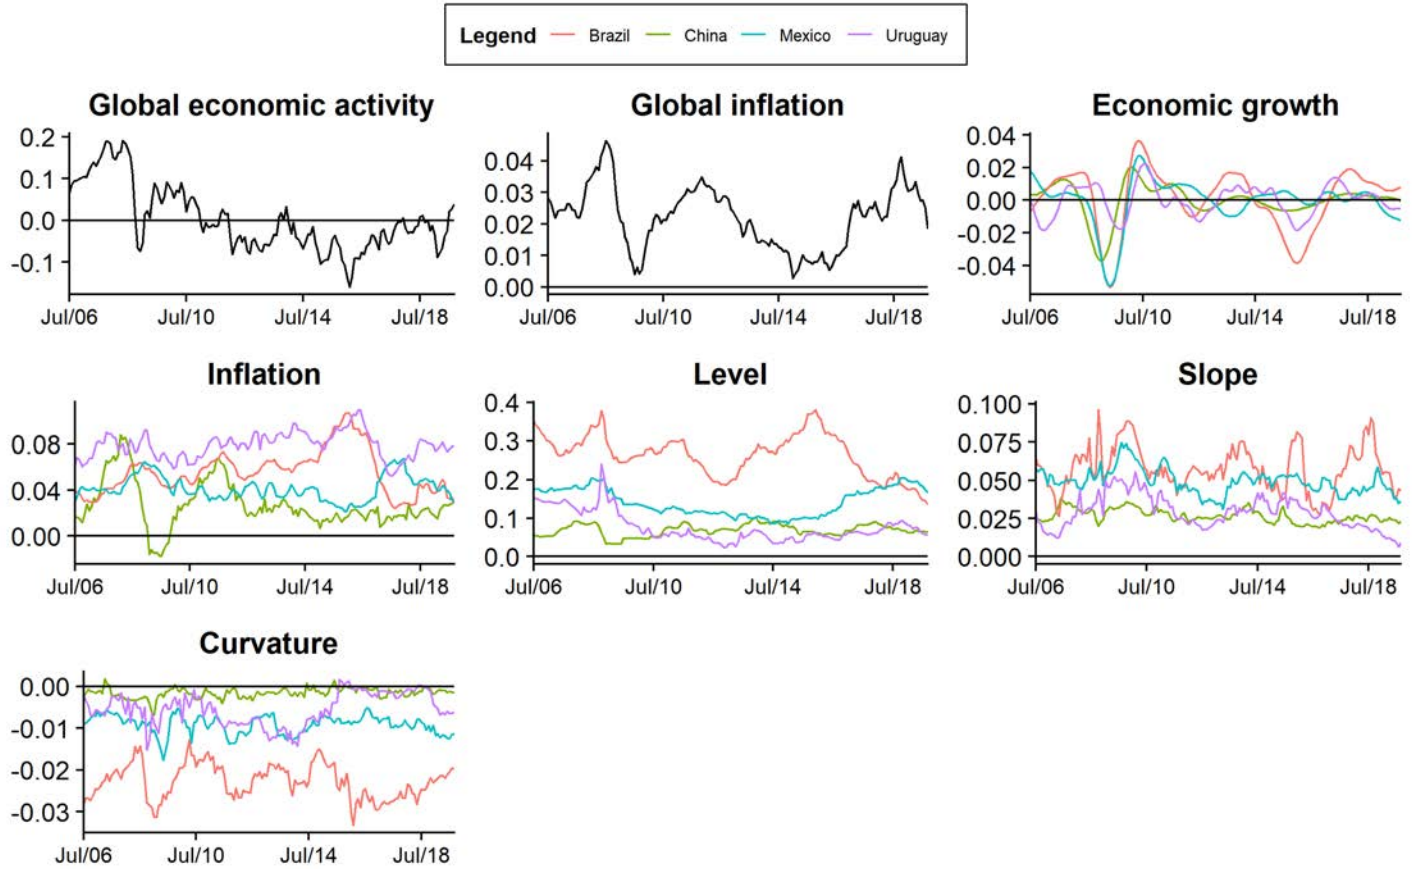 Legend Brazil China Mexico Uruguay
Global economic activity
0.2
0.1
0.0
-0.1
Jul/06 Jul/10 Jul/14 Jul/18
Global inflation
0.04
0.03
0.02
0.01
0.00
Jul/06 Jul/10 Jul/14 Jul/18
Economic growth
0.04
0.02
0.00
-0.02
-0.04
Jul/06 Jul/10 Jul/14 Jul/18
Inflation
0.08
0.04
0.00
Jul/06 Jul/10 Jul/14 Jul/18
Level
0.4
0.3
0.2
0.1
0.0
Jul/06 Jul/10 Jul/14 Jul/18
Slope
0.100
0.075
0.050
0.025
0.000
Jul/06 Jul/10 Jul/14 Jul/18
Curvature
0.00
-0.01
-0.02
-0.03
Jul/06 Jul/10 Jul/14 Jul/18